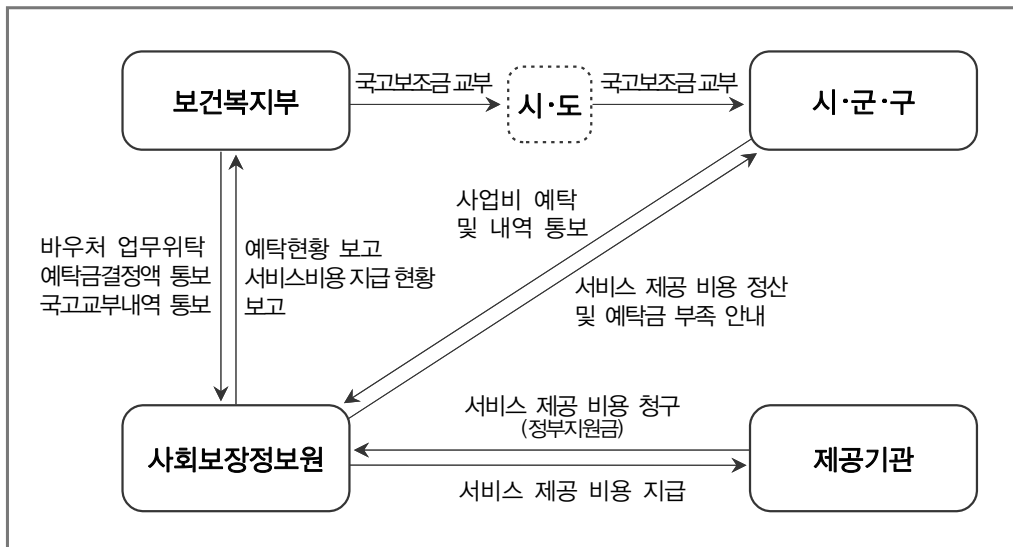 국고보조금 교부
국고보조금 교부
보건복지부
시·도
시·군·구
사업비 예탁
및 내역 통보
바우처 업무위탁
예탁금결정액 통보
국고교부내역 통보
예탁현황 보고
서비스비용 지급 현황
보고
서비스 제공 비용 정산
및 예탁금 부족 안내
서비스 제공 비용 청구
(정부지원금)
사회보장정보원
제공기관
서비스 제공 비용 지급